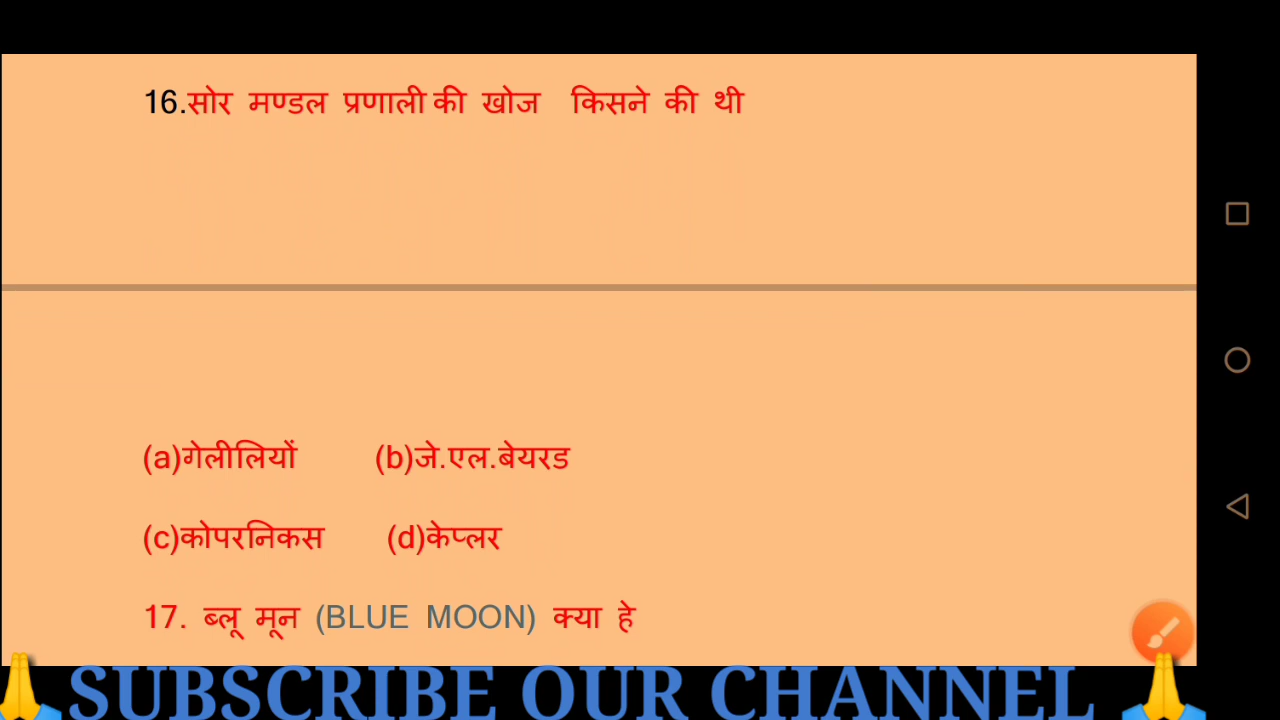 16.सोर मण्डल प्रणाली की खोज किसने की थी
(a)गेलीलियों (b)जे.एल.बेयरड
(c)कोपरनिकस (d)केप्लर
17. ब्लू मून (BLUE MOON) क्या हे
🙏SUBSCRIBE OUR CHANNEL 🙏